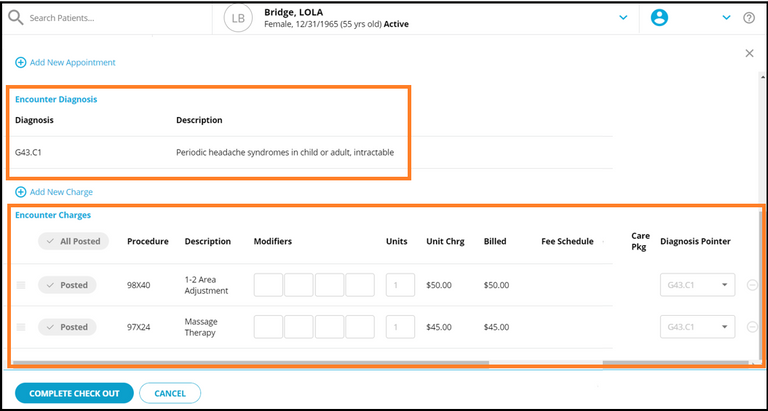 Search Patients...
LB
Bridge, LOLA
Female, 12/31/1965 (55 yrs old) Active
Add New Appointment
Encounter Diagnosis
Diagnosis Description
G43.C1 Periodic headache syndromes in child or adult, intractable
Add New Charge
Encounter Charges
All Posted Procedure Description Modifiers Units Unit Chrg Billed Fee Schedule Care Pkg Diagnosis Pointer
Posted 98X40 1-2 Area Adjustment 1 $50.00 $50.00 G43.C1
Posted 97X24 Massage Therapy 1 $45.00 $45.00 G43.C1
COMPLETE CHECK OUT CANCEL